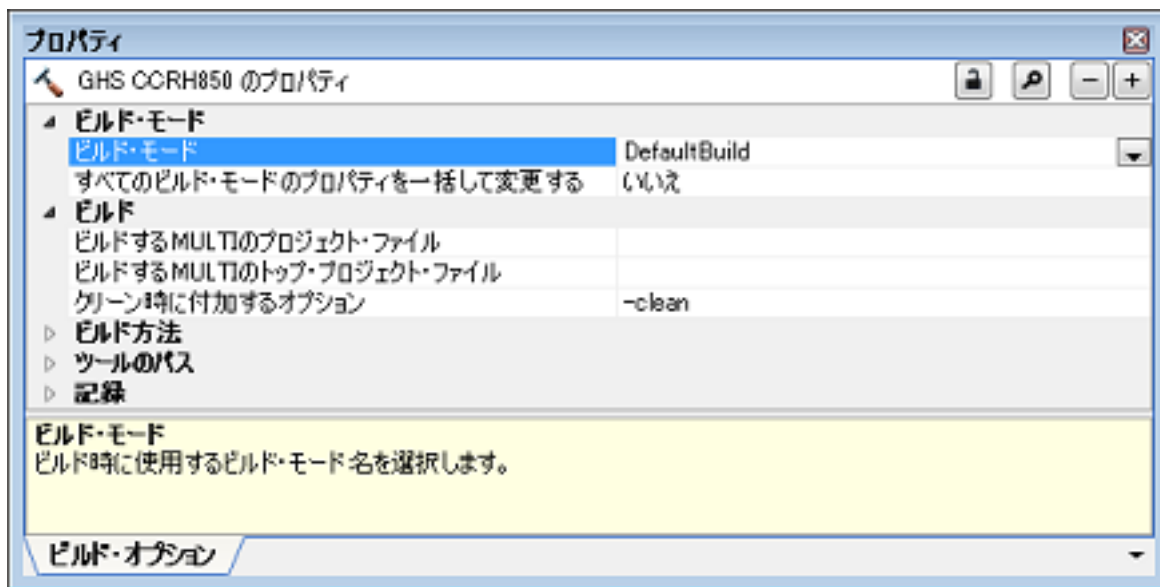 プロパティ
GHS CCRH850 のプロパティ
ビルド・モード
ビルド・モード DefaultBuild
すべてのビルド・モードのプロパティを一括して変更する いいえ
ビルド
ビルドするMULTIのプロジェクト・ファイル
ビルドするMULTIのトップ・プロジェクト・ファイル
クリーン時に付加するオプション -clean
ビルド方法
ツールのパス
記録
ビルド・モード
ビルド時に使用するビルド・モード名を選択します。
ビルド・オプション